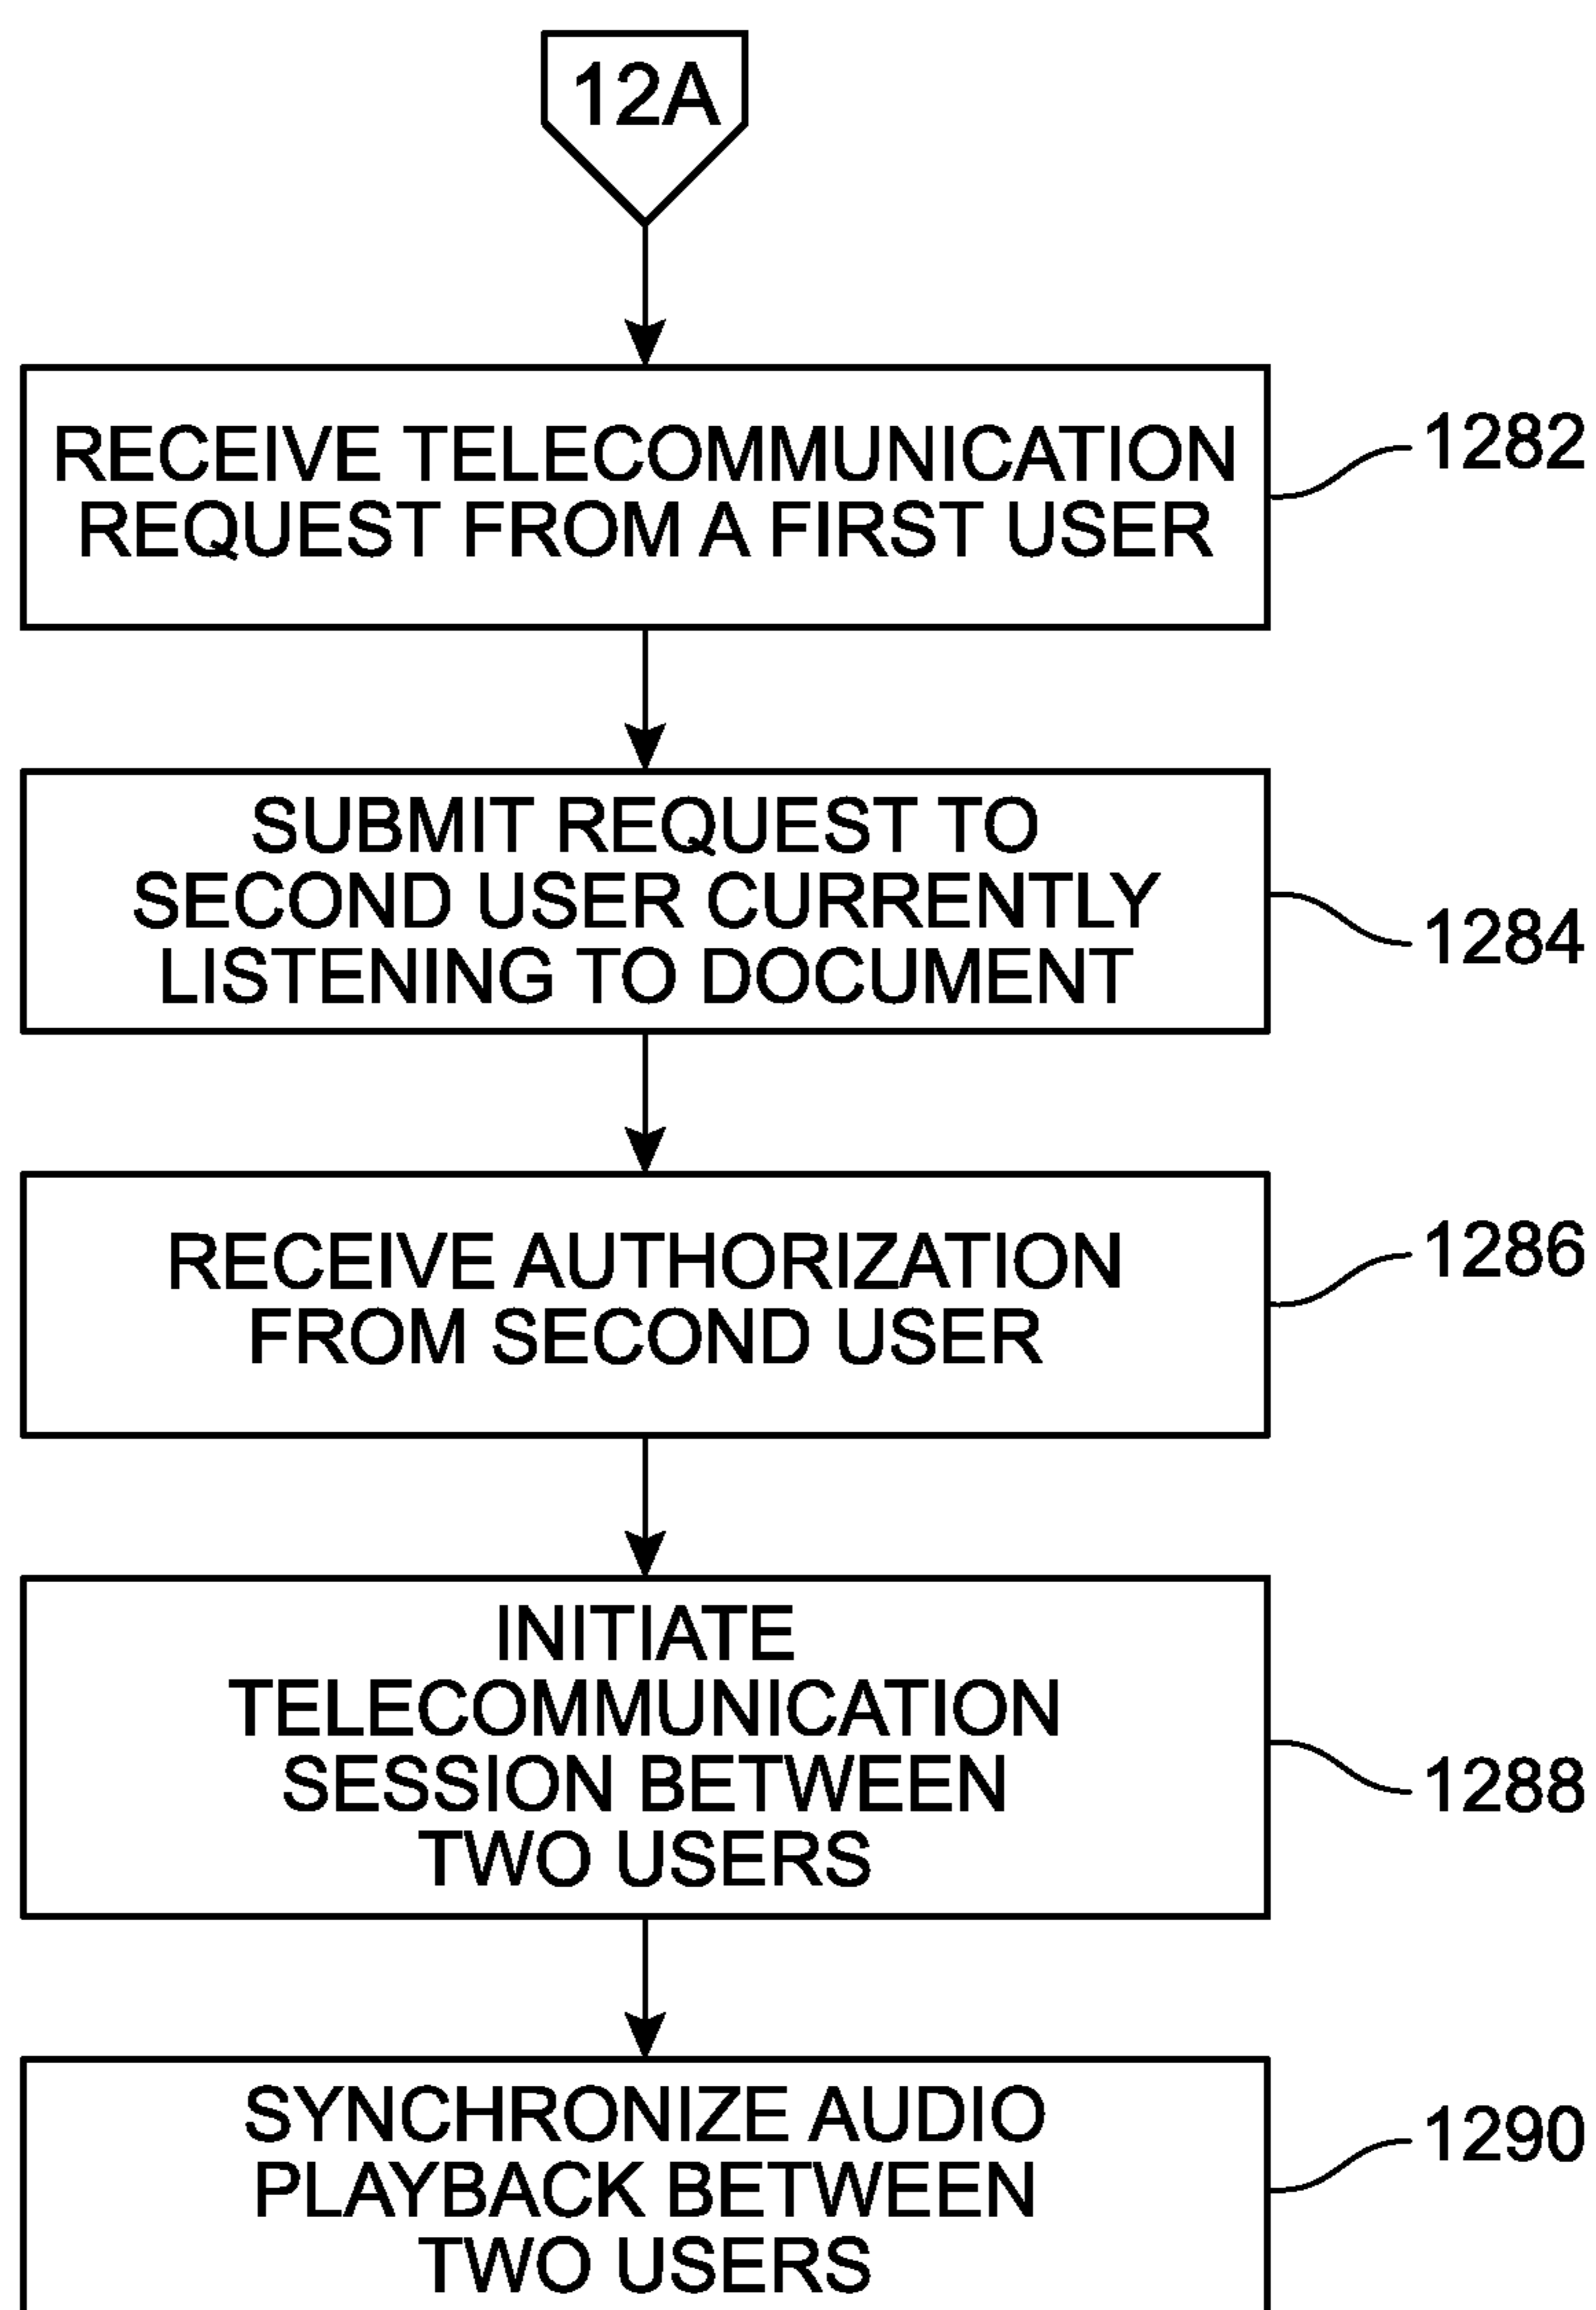 12A
RECEIVE TELECOMMUNICATION
REQUEST FROM A FIRST USER
1282
SUBMIT REQUEST TO
SECOND USER CURRENTLY
LISTENING TO DOCUMENT
1284
RECEIVE AUTHORIZATION
FROM SECOND USER
1286
INITIATE
TELECOMMUNICATION
SESSION BETWEEN
TWO USERS
1288
SYNCHRONIZE AUDIO
PLAYBACK BETWEEN
TWO USERS
1290